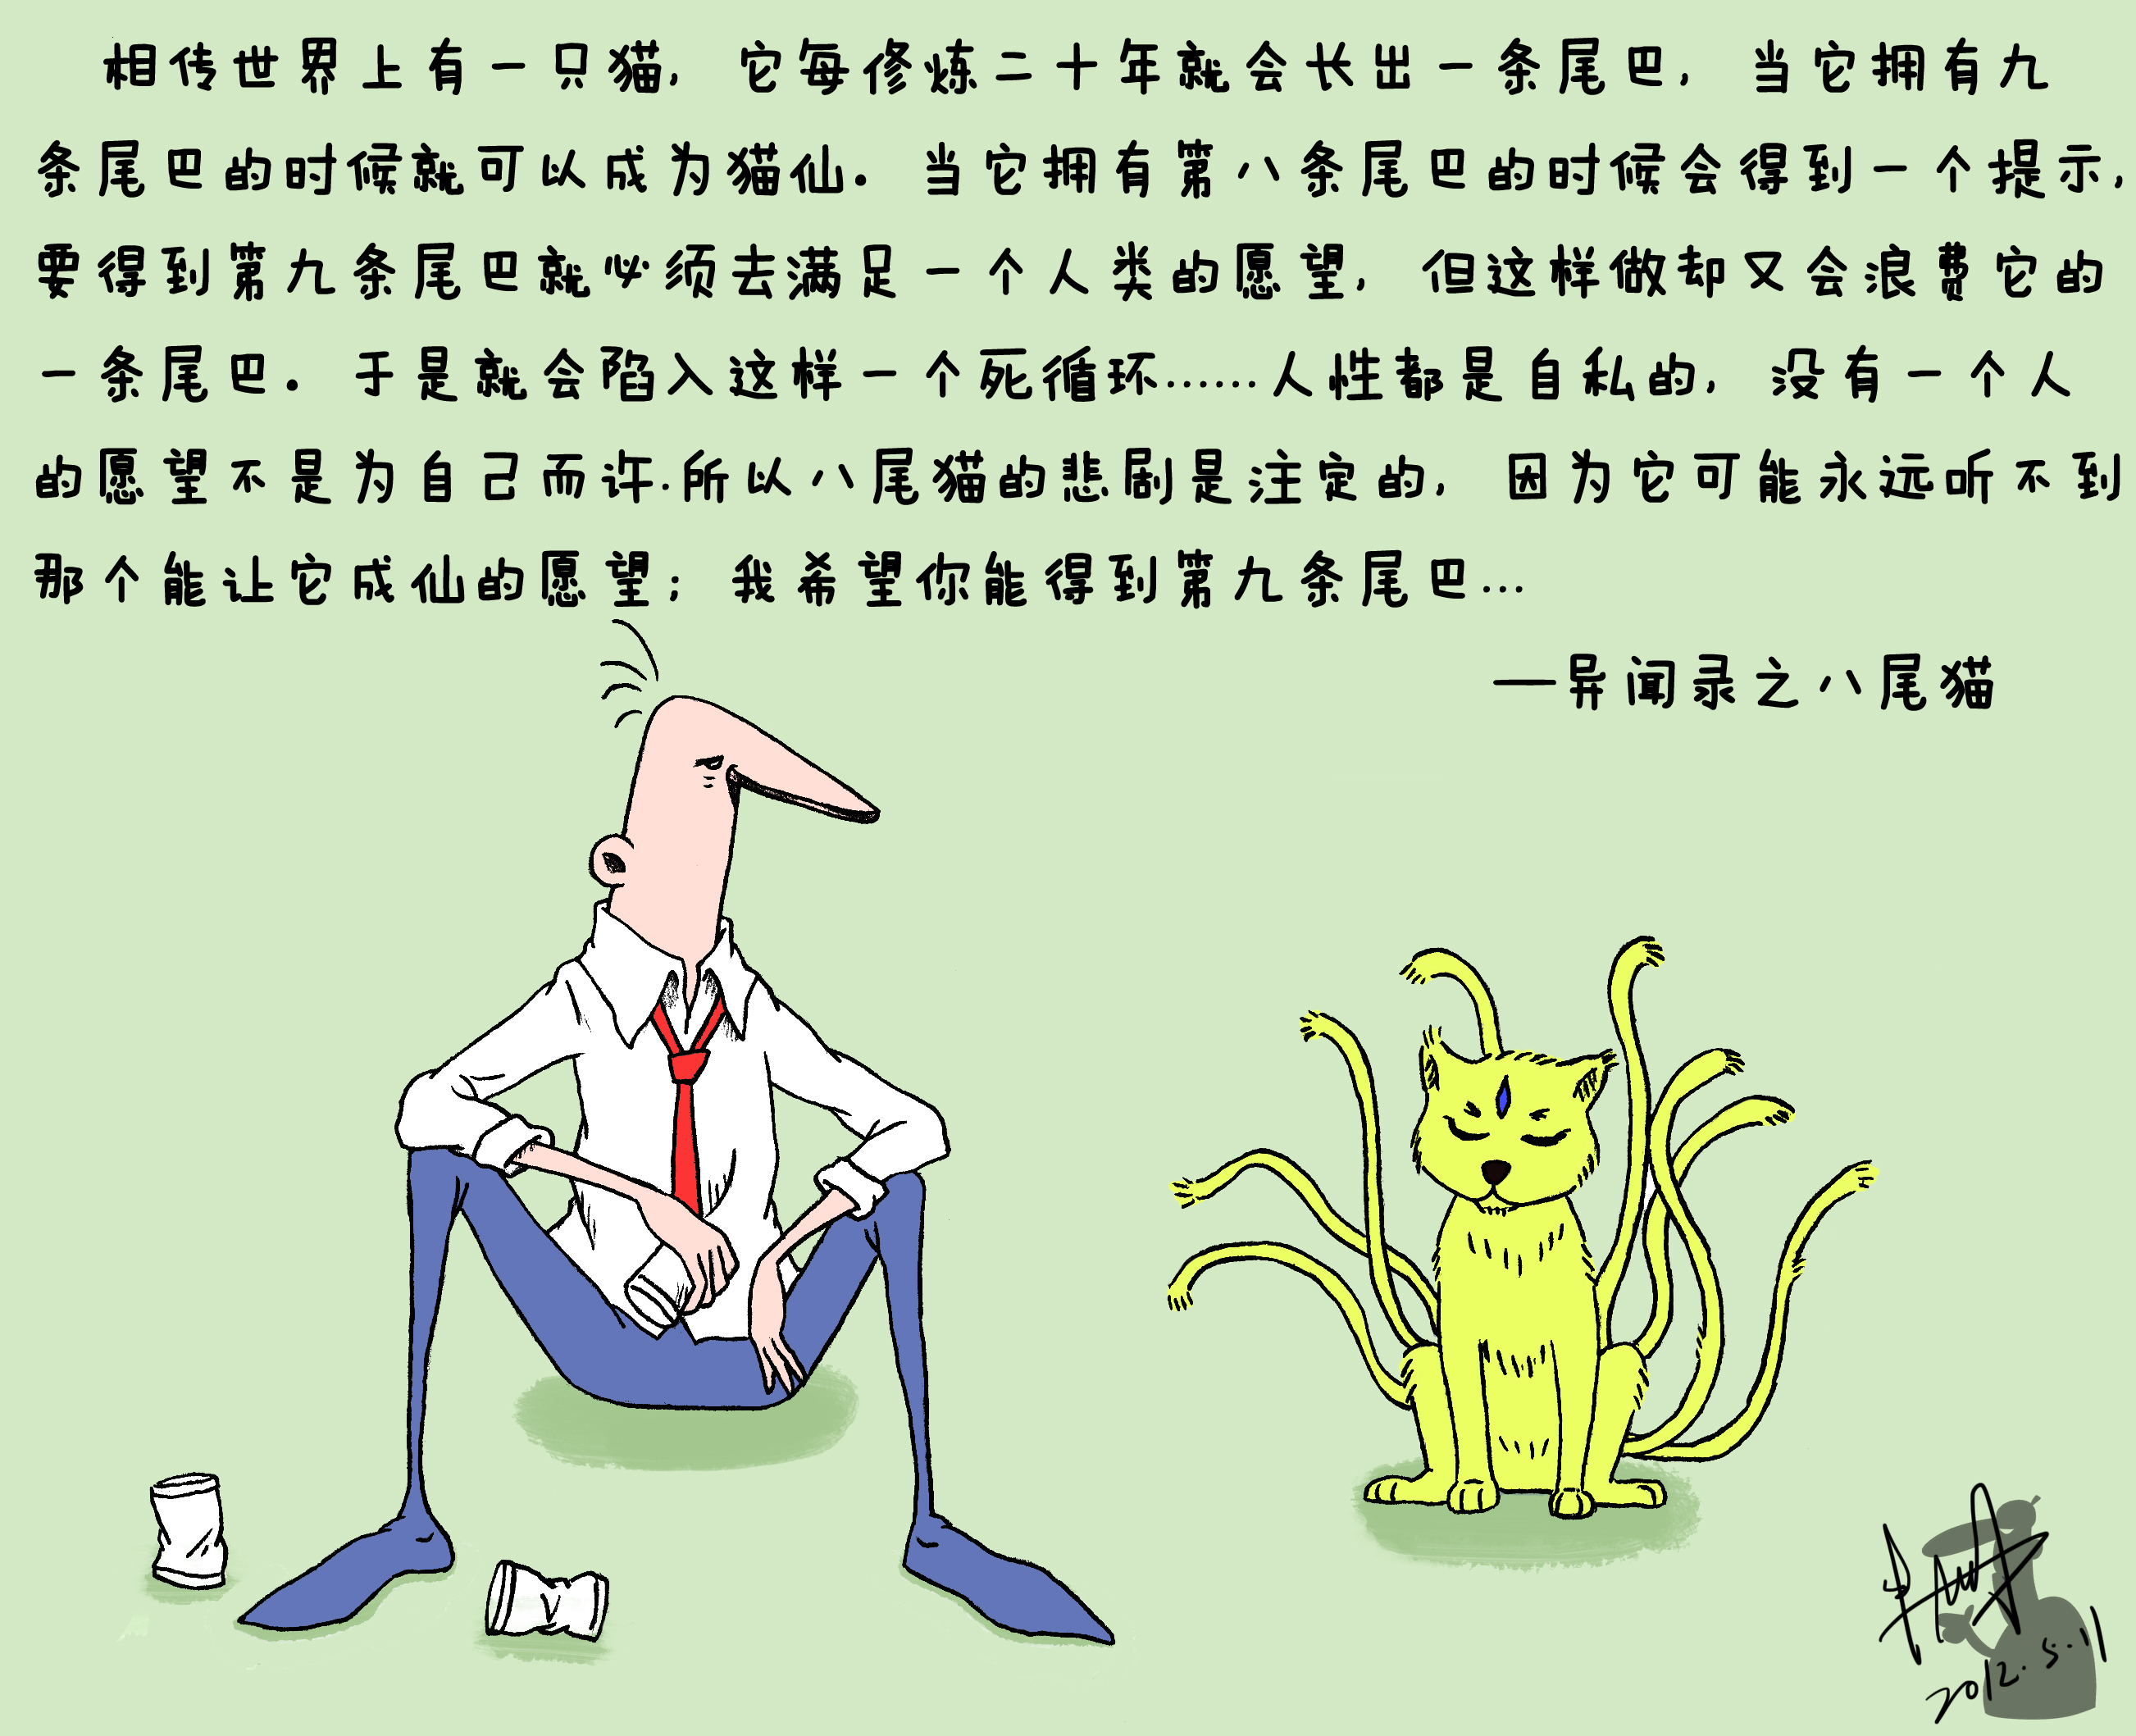 相传世界上有一只猫，它每修炼二十年就会长出一条尾巴，当它拥有九
条尾巴的时候就可以成为猫仙．当它拥有第八条尾巴的时候会得到一个提示，
要得到第九条尾巴就必须去满足一个人类的愿望，但这样做却又会浪费它的
一条尾巴．于是就会陷入这样一个死循环……人性都是自私的，没有一个人
的愿望不是为自己而许.所以八尾猫的悲剧是注定的，因为它可能永远听不到
那个能让它成仙的愿望；我希望你能得到第九条尾巴…
—异闻录之八尾猫
2012.5.11